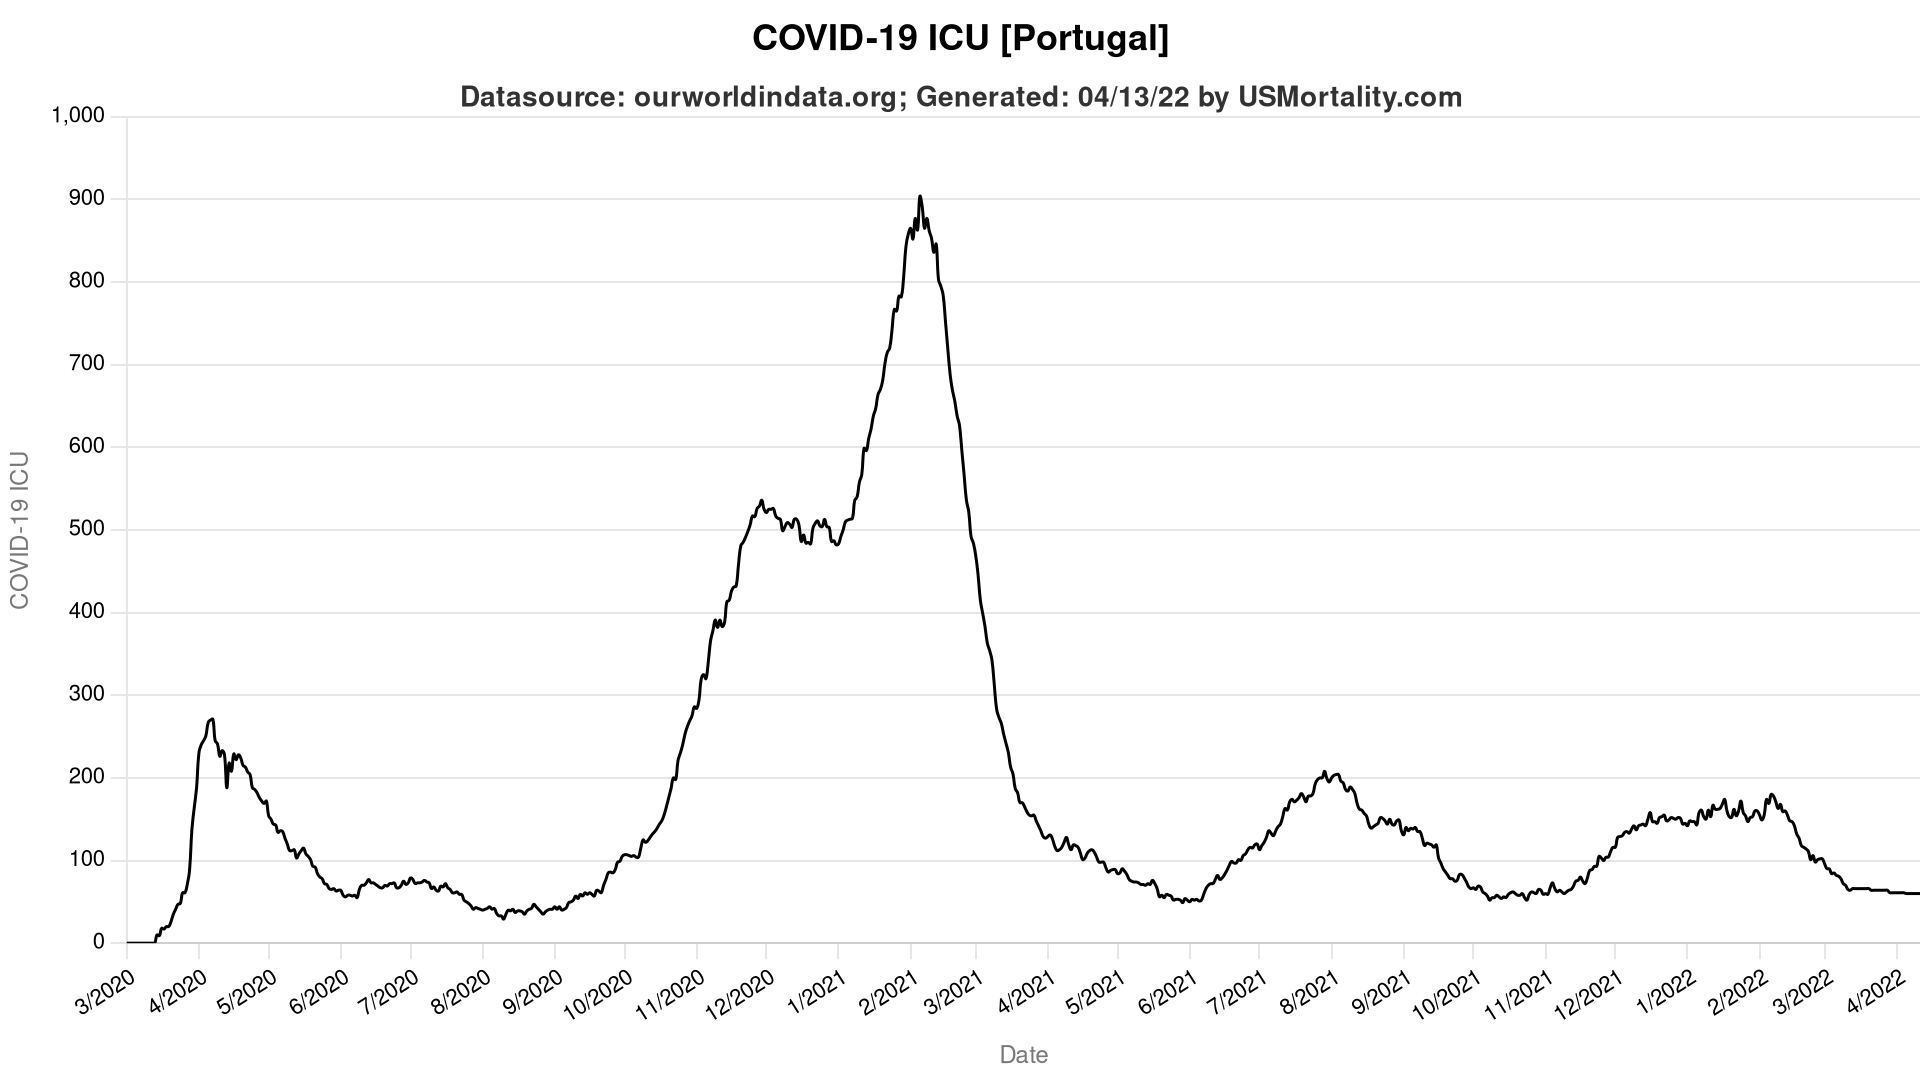 COVID-19 ICU [Portugal]
Datasource: ourworldindata.org; Generated: 04/13/22 by USMortality.com
1,000
900
800
700
600
500
400
300
200
100
0
COVID-19 ICU
3/2020 4/2020 5/2020 6/2020 7/2020 8/2020 9/2020 10/2020 11/2020 12/2020 1/2021 2/2021 3/2021 4/2021 5/2021 6/2021 7/2021 8/2021 9/2021 10/2021 11/2021 12/2021 1/2022 2/2022 3/2022 4/2022
Date